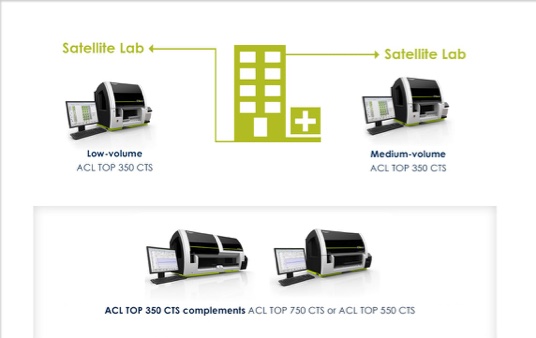 Satellite Lab
Satellite Lab
Low-volume
ACL TOP 350 CTS
Medium-volume
ACL TOP 350 CTS
ACL TOP 350 CTS complements ACL TOP 750 CTS or ACL TOP 550 CTS